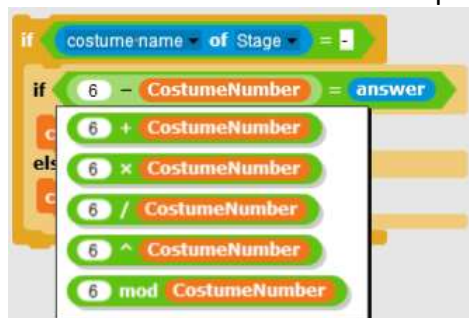 if costume name of Stage = -
if 6 - CostumeNumber = answer
c 6 + CostumeNumber
els 6 × CostumeNumber
c 6 / CostumeNumber
6 ^ CostumeNumber
6 mod CostumeNumber